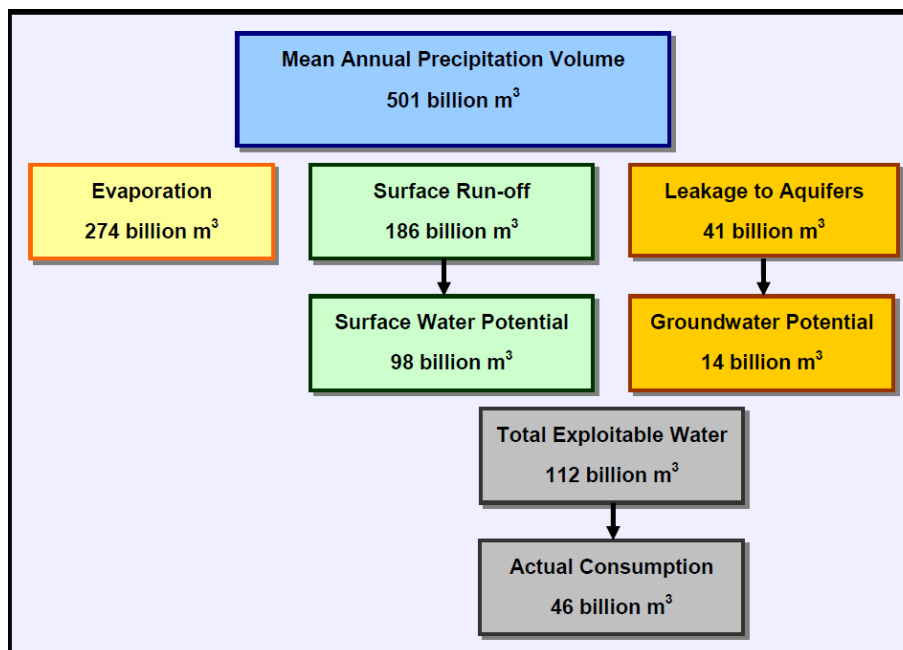 Mean Annual Precipitation Volume
501 billion m³
Evaporation
274 billion m³
Surface Run-off
186 billion m³
Leakage to Aquifers
41 billion m³
Surface Water Potential
98 billion m³
Groundwater Potential
14 billion m³
Total Exploitable Water
112 billion m³
Actual Consumption
46 billion m³